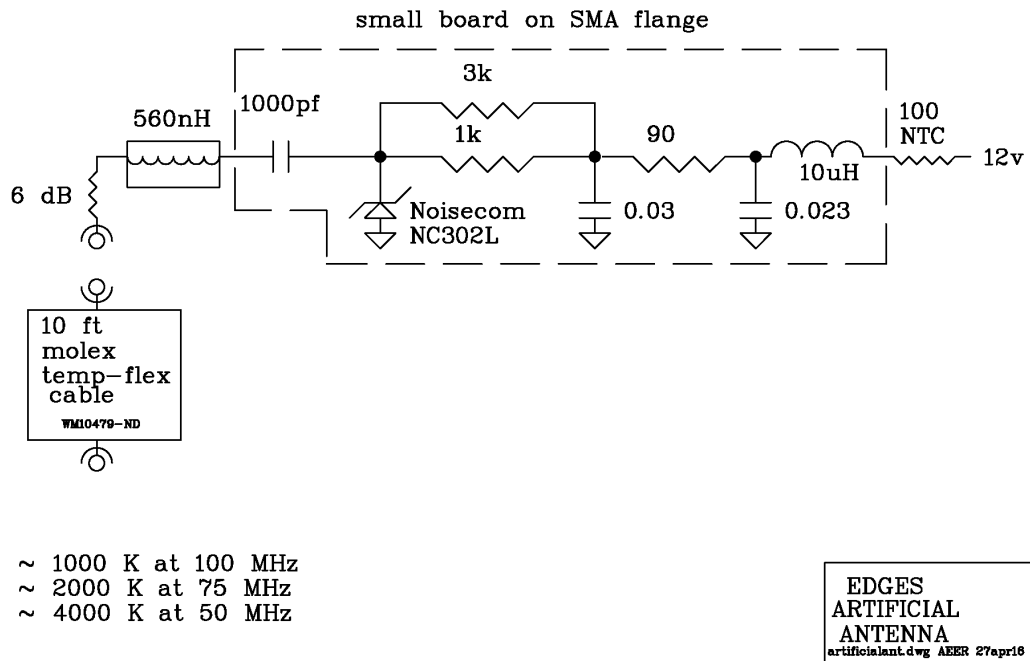 small board on SMA flange
3k
1000pf
560nH
1k
90
100
NTC
12v
10uH
6 dB
Noisecom
NC302L
0.03
0.023
10 ft
molex
temp-flex
cable
WM10479-ND
~ 1000 K at 100 MHz
~ 2000 K at 75 MHz
~ 4000 K at 50 MHz
EDGES
ARTIFICIAL
ANTENNA
artificialant.dwg AEER 27apr16